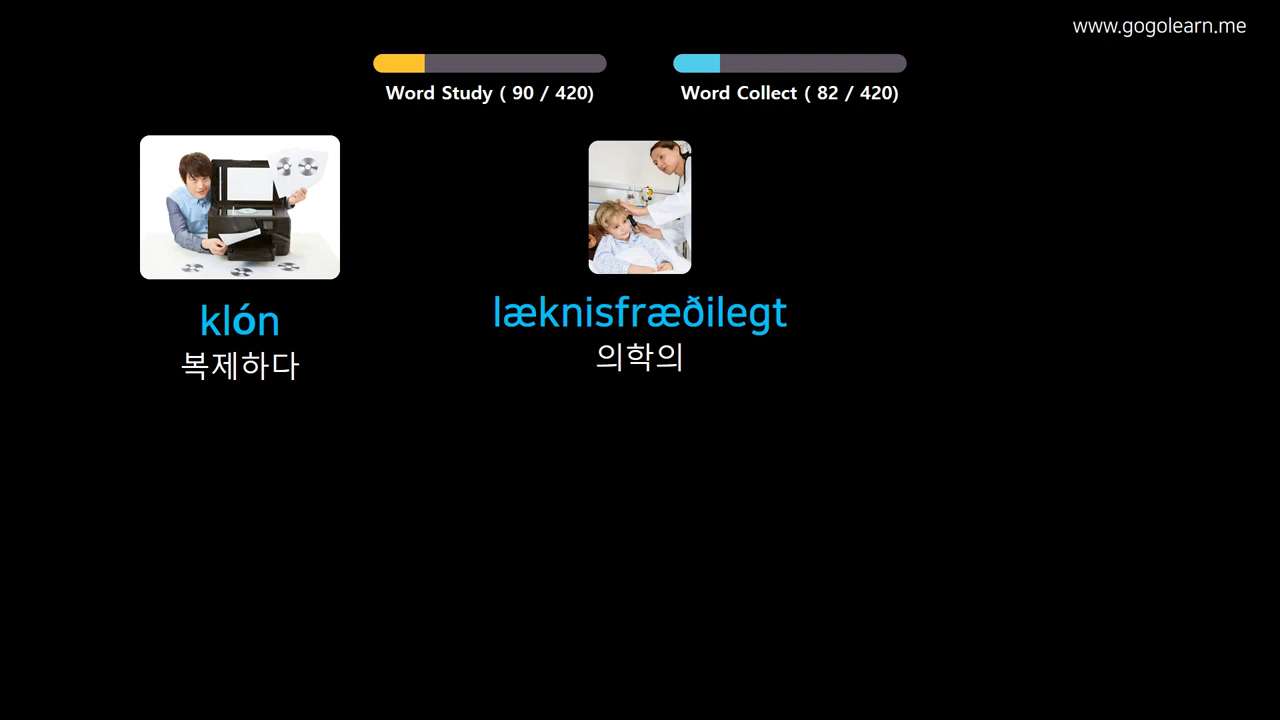 www.gogolearn.me
Word Study ( 90 / 420)
Word Collect ( 82 / 420)
klón
복제하다
læknisfræðilegt
의학의